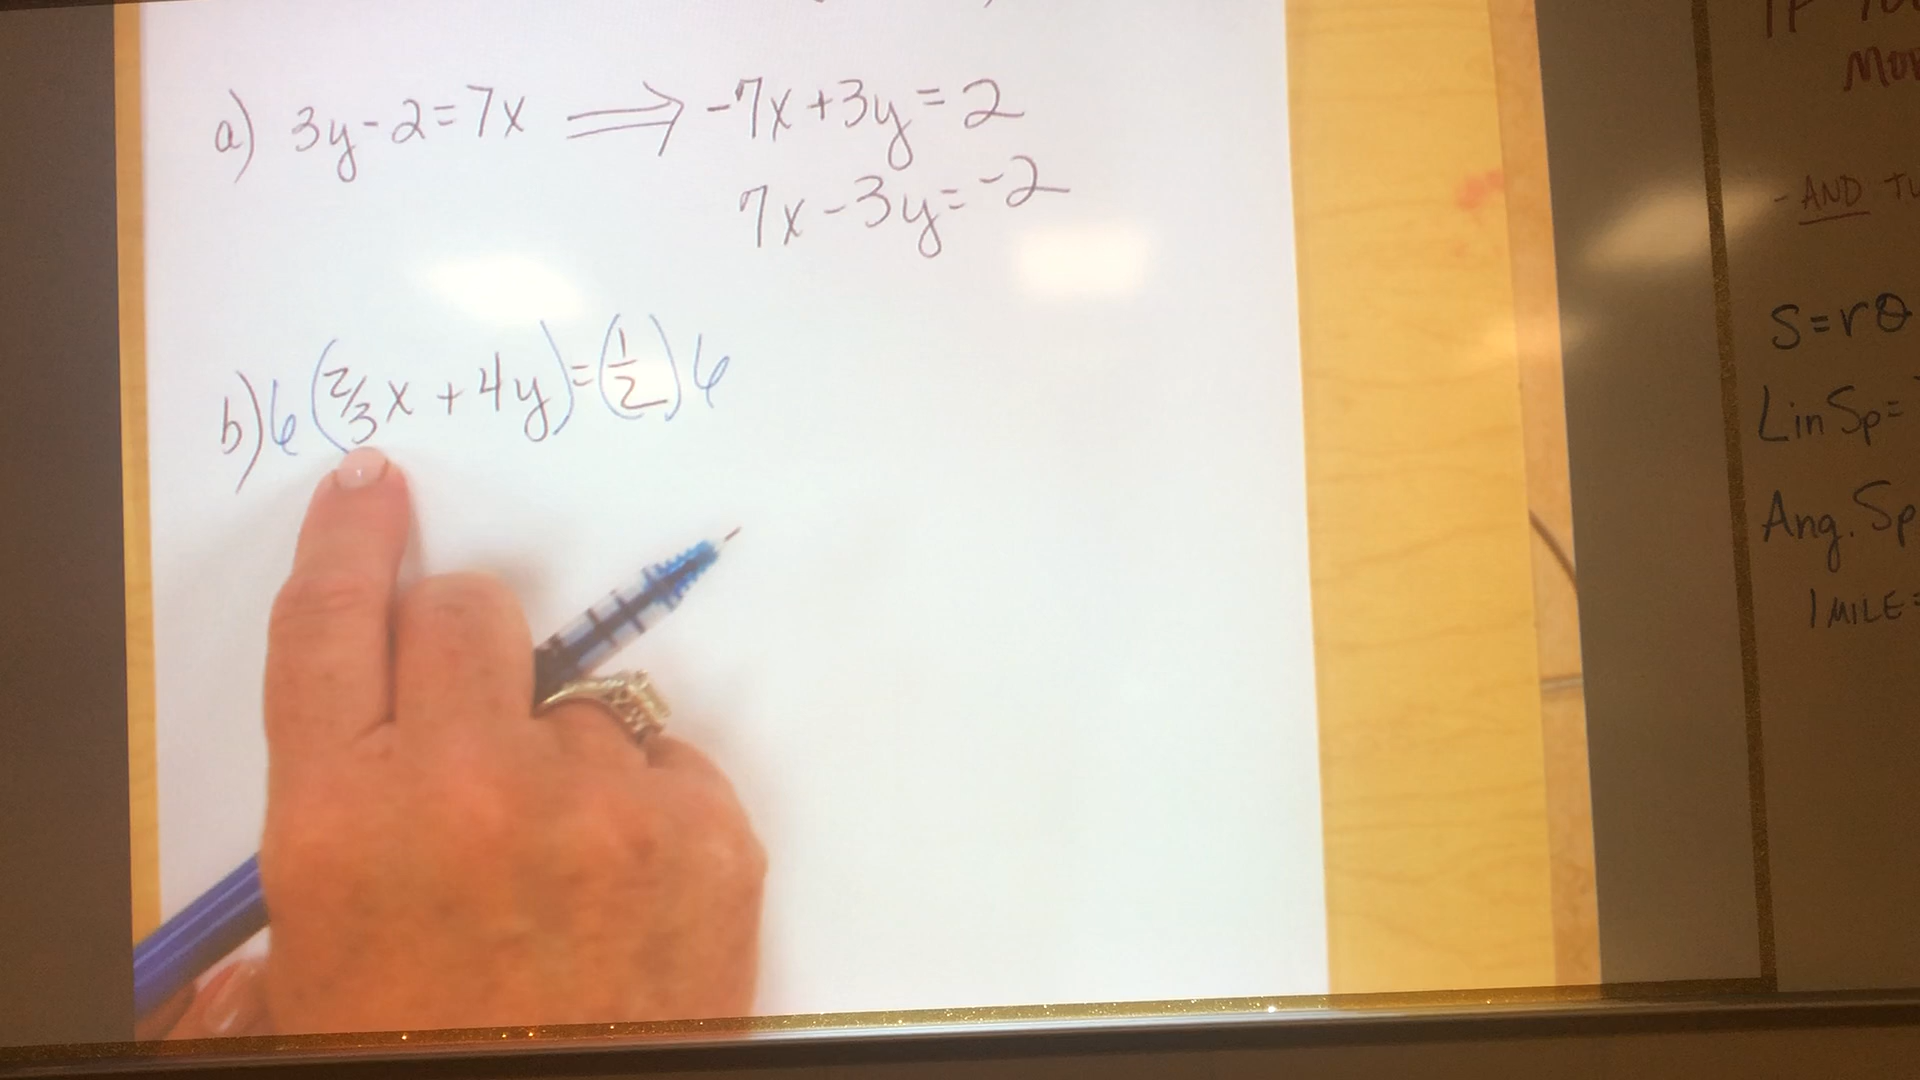 a) 3y-2=7x ⟹ -7x+3y=2
7x-3y=-2
b) 6(2/3x+4y)=(1/2)6
-AND
S=rθ
Lin Sp=
Ang. Sp
1 MILE=